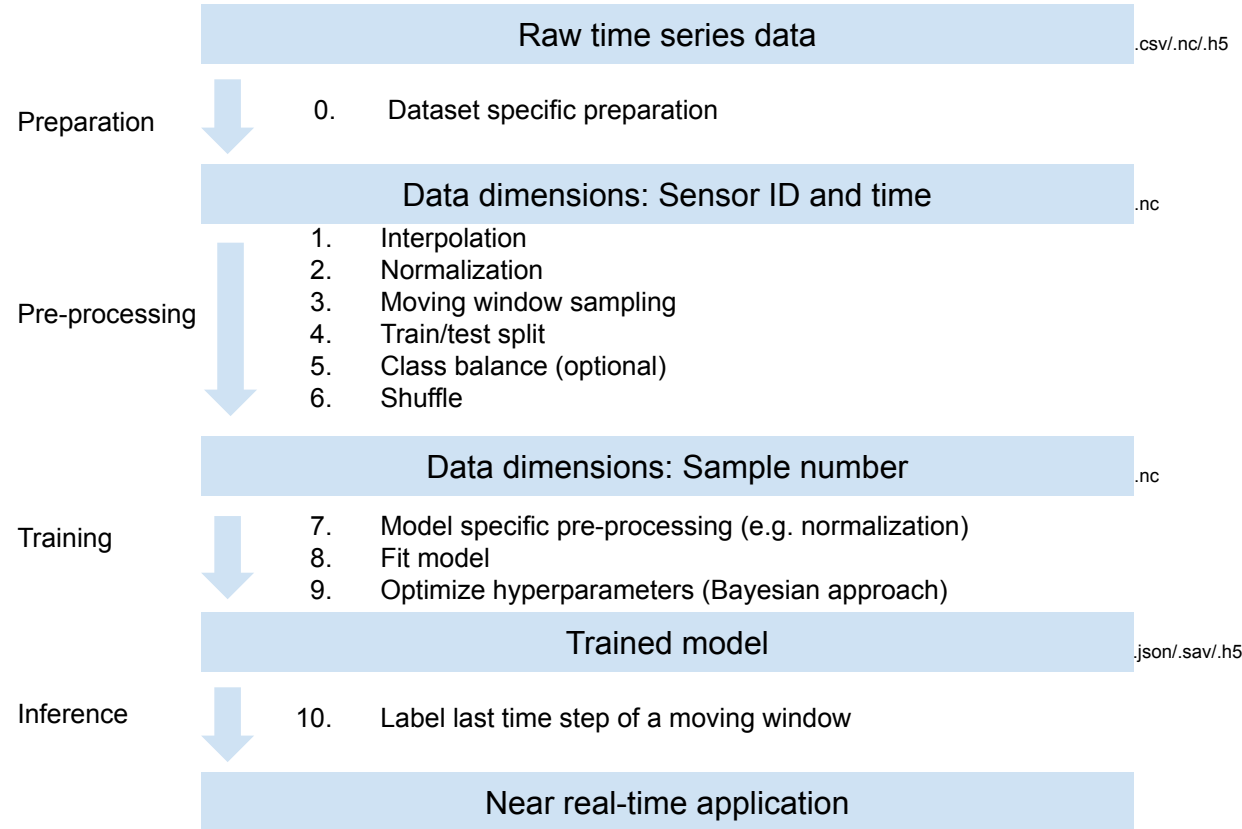 Raw time series data
.csv/.nc/.h5
Preparation
0. Dataset specific preparation
Data dimensions: Sensor ID and time
.nc
Pre-processing
1. Interpolation
2. Normalization
3. Moving window sampling
4. Train/test split
5. Class balance (optional)
6. Shuffle
Data dimensions: Sample number
.nc
Training
7. Model specific pre-processing (e.g. normalization)
8. Fit model
9. Optimize hyperparameters (Bayesian approach)
Trained model
.json/.sav/.h5
Inference
10. Label last time step of a moving window
Near real-time application